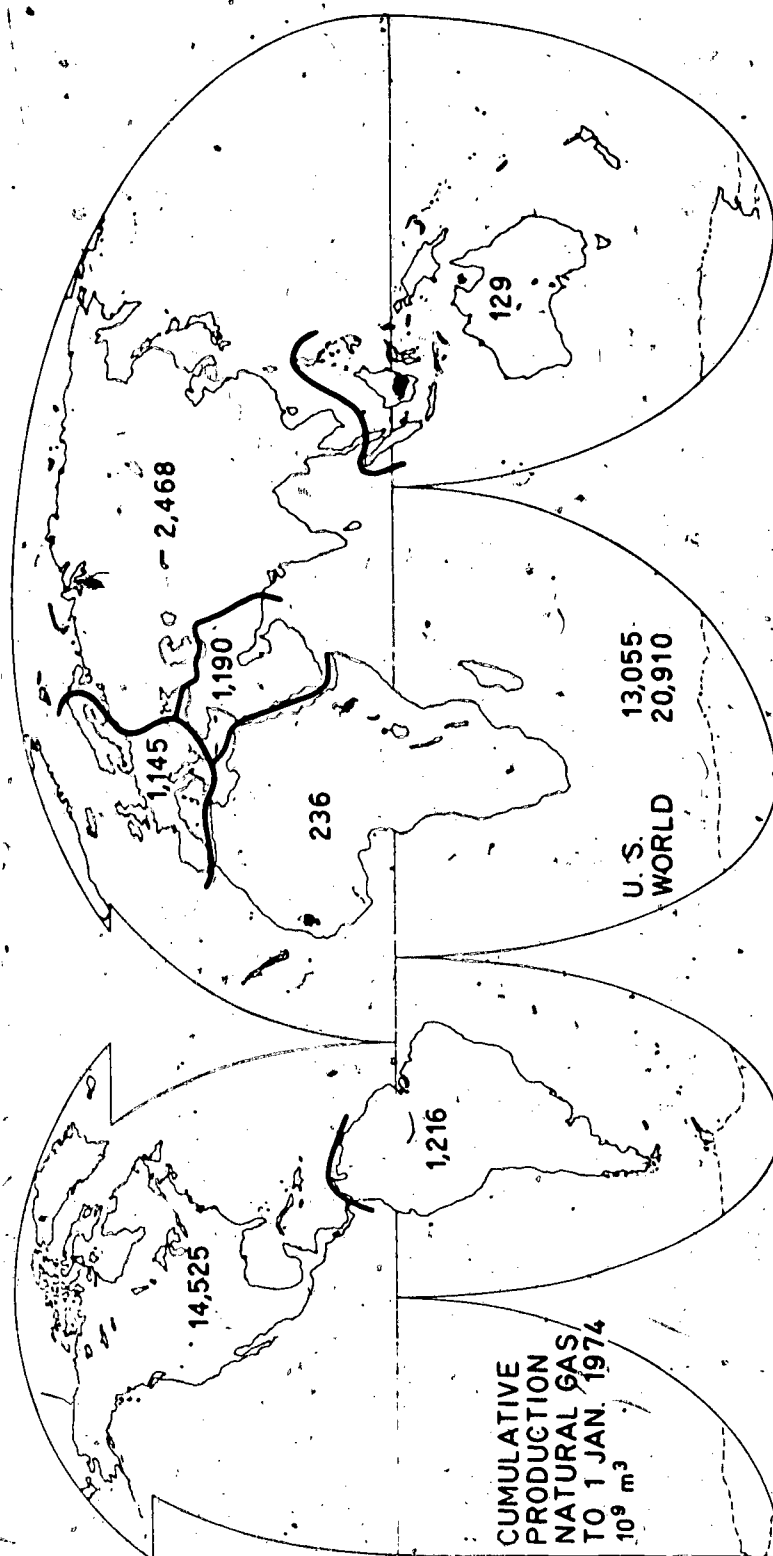 14,525
1,145
2,468
1,190
236
1,216
129
CUMULATIVE
PRODUCTION
NATURAL GAS
TO 1 JAN. 1974
10⁹ m³
U. S. 13,055
WORLD 20,910